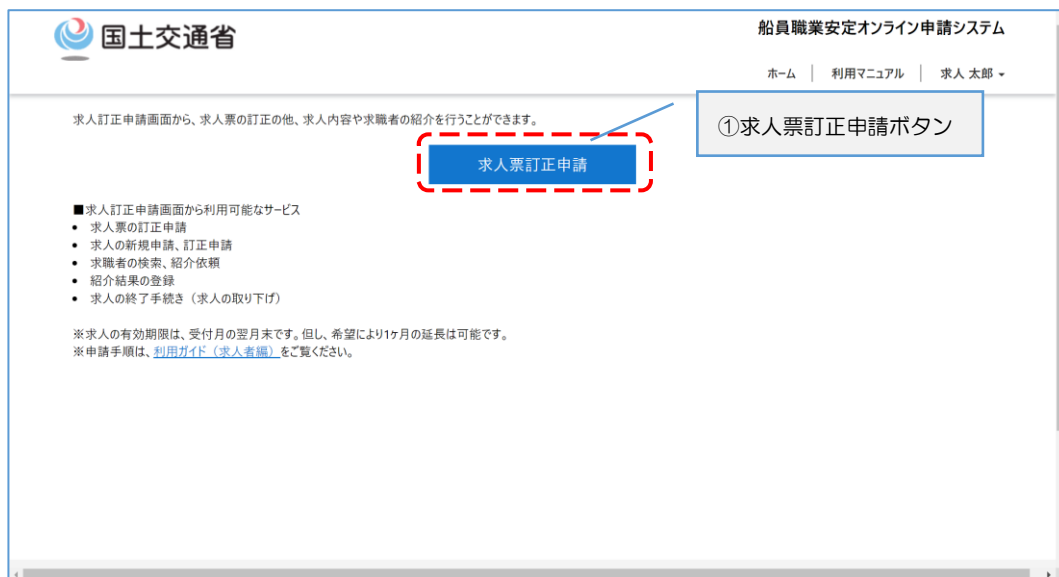 国土交通省
船員職業安定オンライン申請システム
ホーム | 利用マニュアル | 求人 太郎
求人訂正申請画面から、求人票の訂正の他、求人内容や求職者の紹介を行うことができます。
①求人票訂正申請ボタン
求人票訂正申請
■求人訂正申請画面から利用可能なサービス
• 求人票の訂正申請
• 求人の新規申請、訂正申請
• 求職者の検索、紹介依頼
• 紹介結果の登録
• 求人の終了手続き（求人の取り下げ）
※求人の有効期限は、受付月の翌月末です。但し、希望により1ヶ月の延長は可能です。
※申請手順は、利用ガイド（求人者編）をご覧ください。